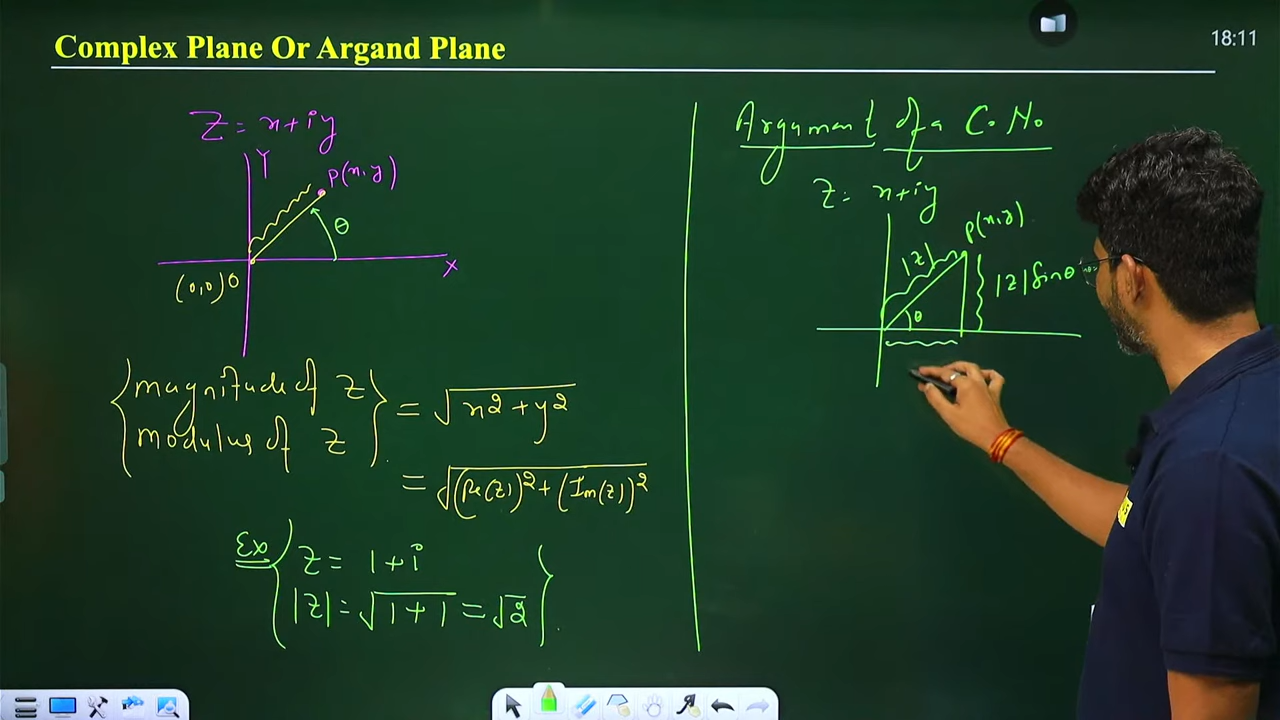 18:11
Complex Plane Or Argand Plane
Z = x+iy
Y
P(x,y)
θ
X
(0,0) O
{magnitude of Z
modulus of Z} = √x²+y²
= √(Re(Z))²+(Im(Z))²
Ex { Z = 1+i
|Z| = √1+1 = √2 }.
Argument of a C. No.
Z = x+iy
P(x,y)
|Z|
|Z|Sinθ
θ